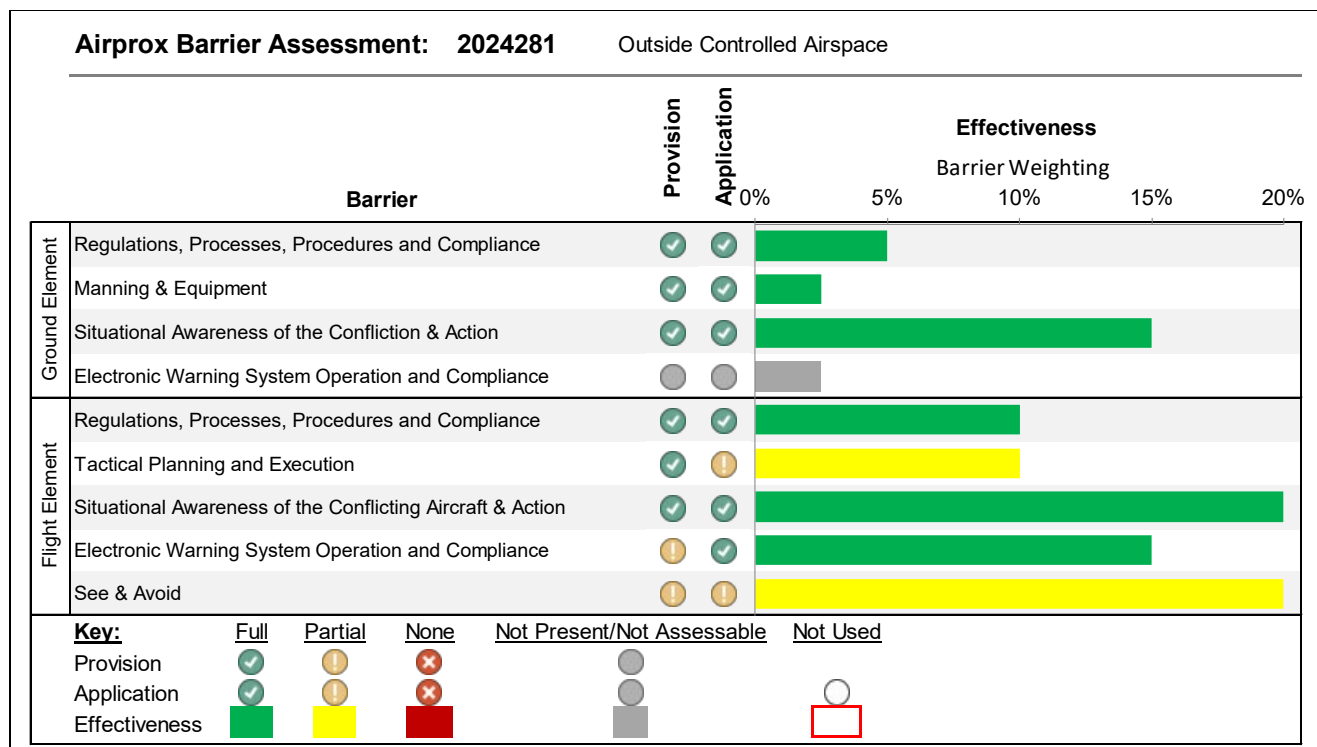 Airprox Barrier Assessment: 2024281 Outside Controlled Airspace
Barrier Provision Application Effectiveness
Barrier Weighting
0% 5% 10% 15% 20%
Ground Element
Regulations, Processes, Procedures and Compliance
Manning & Equipment
Situational Awareness of the Confliction & Action
Electronic Warning System Operation and Compliance
Flight Element
Regulations, Processes, Procedures and Compliance
Tactical Planning and Execution
Situational Awareness of the Conflicting Aircraft & Action
Electronic Warning System Operation and Compliance
See & Avoid
Key: Full Partial None Not Present/Not Assessable Not Used
Provision
Application
Effectiveness